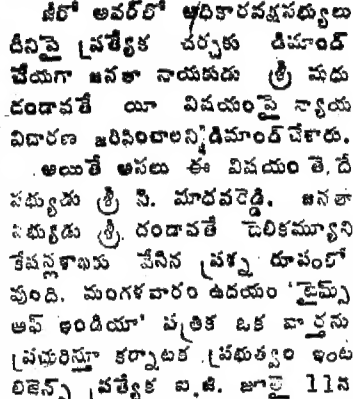 జీరో అవర్‌లో అధికారపక్షసభ్యులు
దీనిపై ప్రత్యేక చర్చకు డిమాండ్
చేయగా జనతా నాయకుడు శ్రీ మధు
దండావతే యీ విషయంపై న్యాయ
విచారణ జరిపించాలని డిమాండ్‌చేశారు.
అయితే అసలు ఈ విషయం తె.దే
సభ్యుడు శ్రీ సి. మాధవరెడ్డి, జనతా
సభ్యుడు శ్రీ దండావతే టెలికమ్యూని
కేషన్లశాఖకు వేసిన ప్రశ్న రూపంలో
వుంది. మంగళవారం ఉదయం 'టైమ్స్
ఆఫ్ ఇండియా' పత్రిక ఒక వార్తను
ప్రచురిస్తూ కర్నాటక ప్రభుత్వం ఇంట
లిజెన్స్ ప్రత్యేక ఐ.జి. జూలై 11న